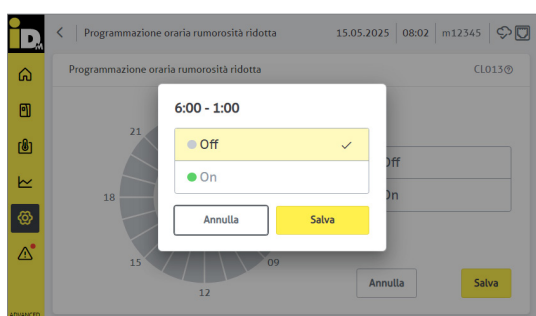 iDM
Programmazione oraria rumorosità ridotta
15.05.2025
08:02
m12345
Programmazione oraria rumorosità ridotta
CL013
6:00 - 1:00
Off
On
Annulla
Salva
21
18
15
12
09
Off
On
Annulla
Salva
ADVANCED